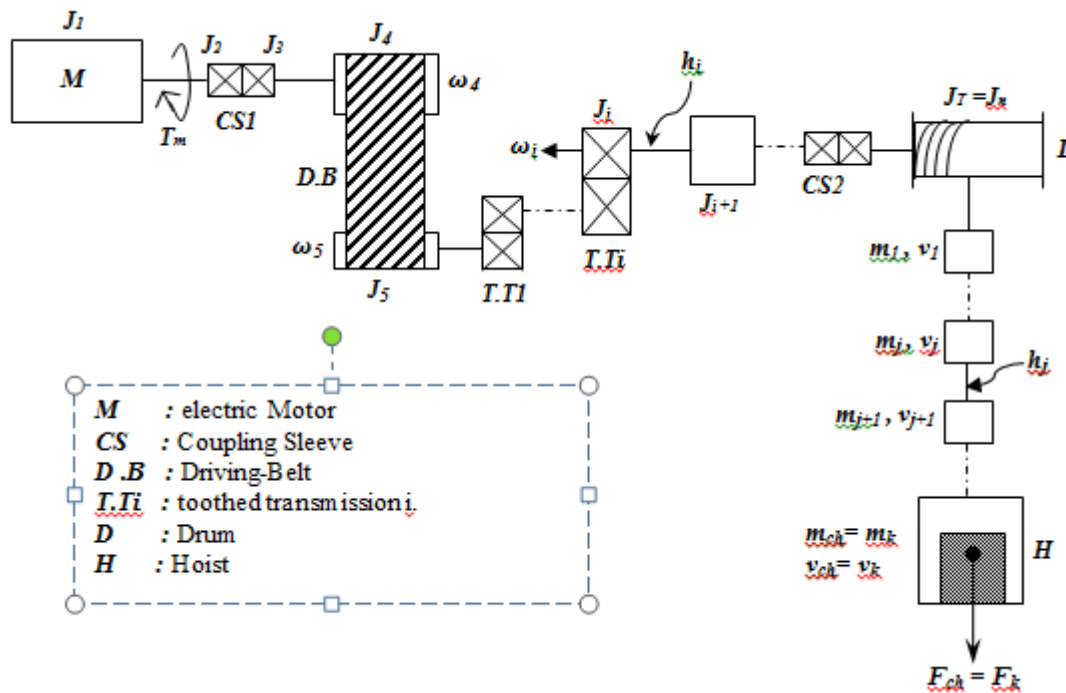 J1
M
Tm
J2
J3
CS1
J4
ω4
D.B
ω5
J5
T.T1
Ji
ωi
T.Ti
hi
Ji+1
CS2
JT =Jn
m1, v1
mj, vj
hj
mj+1 , vj+1
mch= mk
vch= vk
H
Fch = Fk
M : electric Motor
CS : Coupling Sleeve
D .B : Driving-Belt
T.Ti : toothed transmission i.
D : Drum
H : Hoist